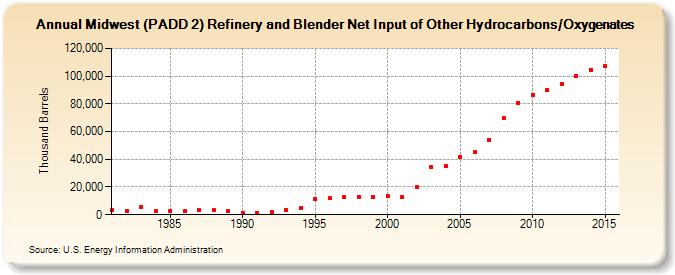 Annual Midwest (PADD 2) Refinery and Blender Net Input of Other Hydrocarbons/Oxygenates
Thousand Barrels
120,000
100,000
80,000
60,000
40,000
20,000
0
1985 1990 1995 2000 2005 2010 2015
Source: U.S. Energy Information Administration